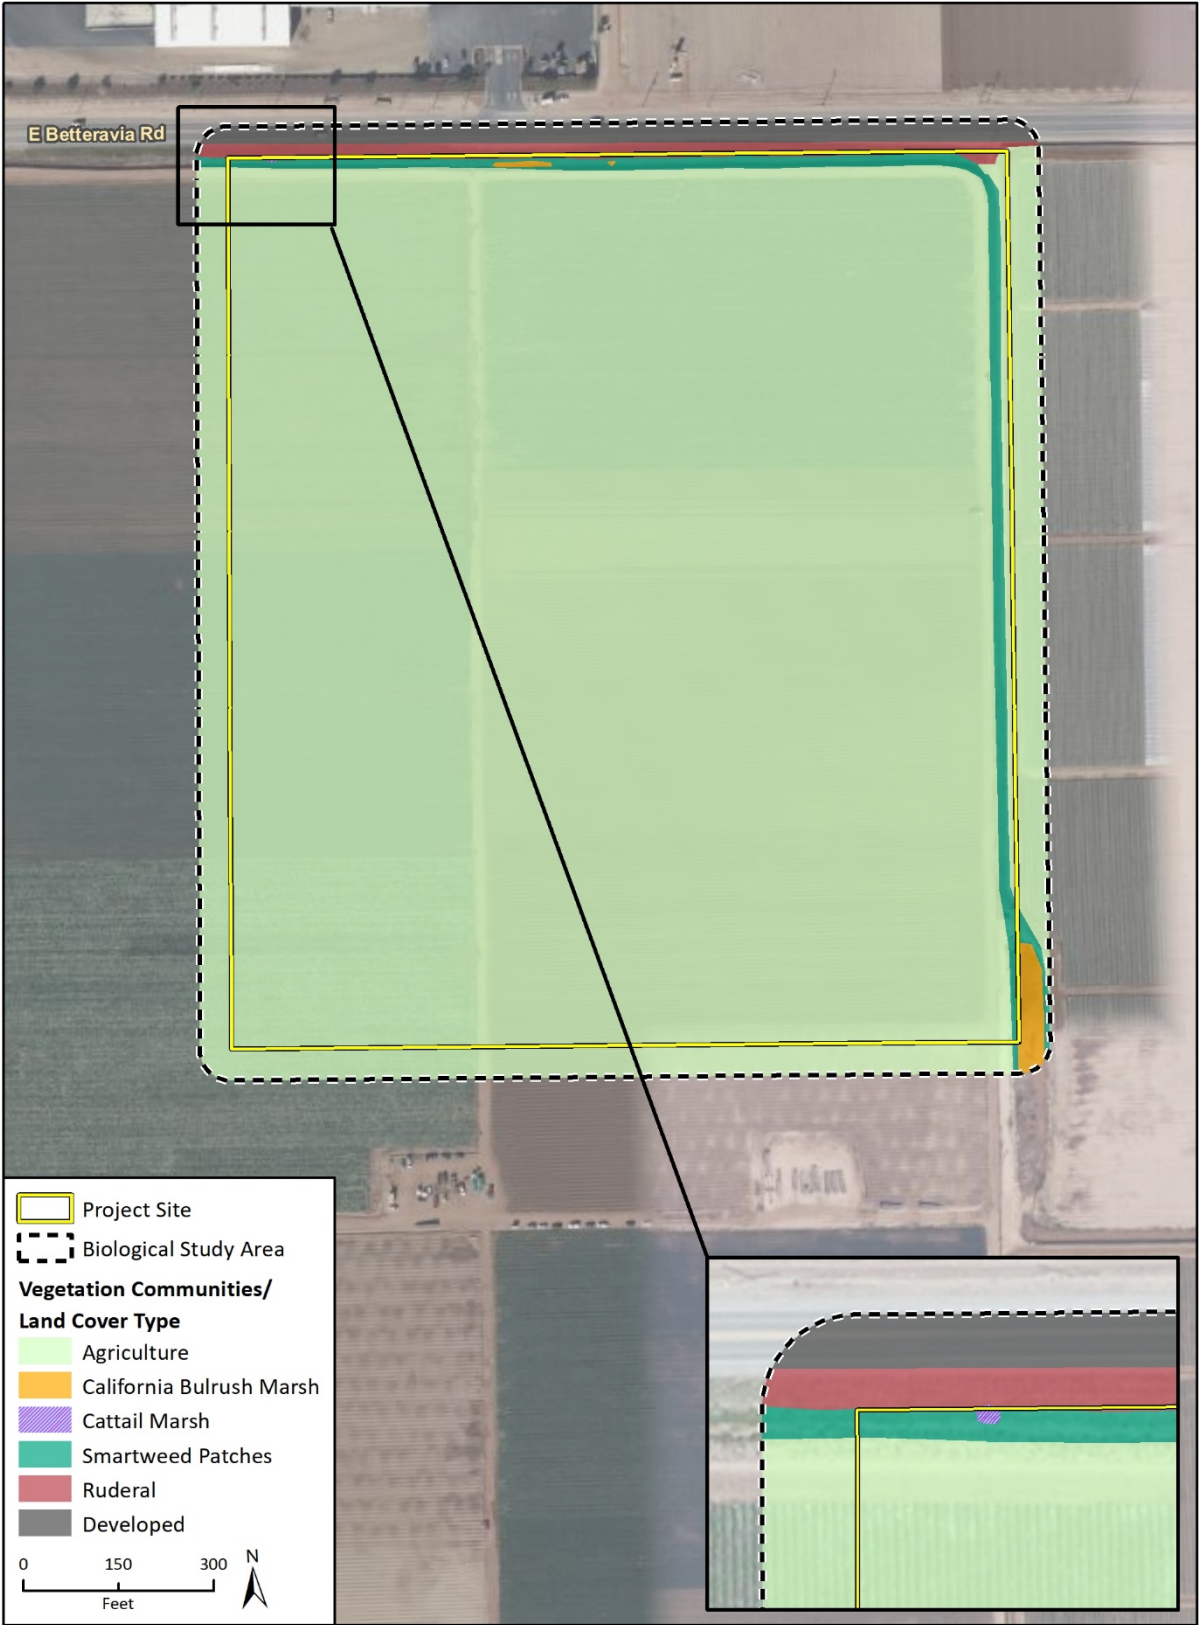 E Betteravia Rd
Project Site
Biological Study Area
Vegetation Communities/
Land Cover Type
Agriculture
California Bulrush Marsh
Cattail Marsh
Smartweed Patches
Ruderal
Developed
0 150 300
Feet
N